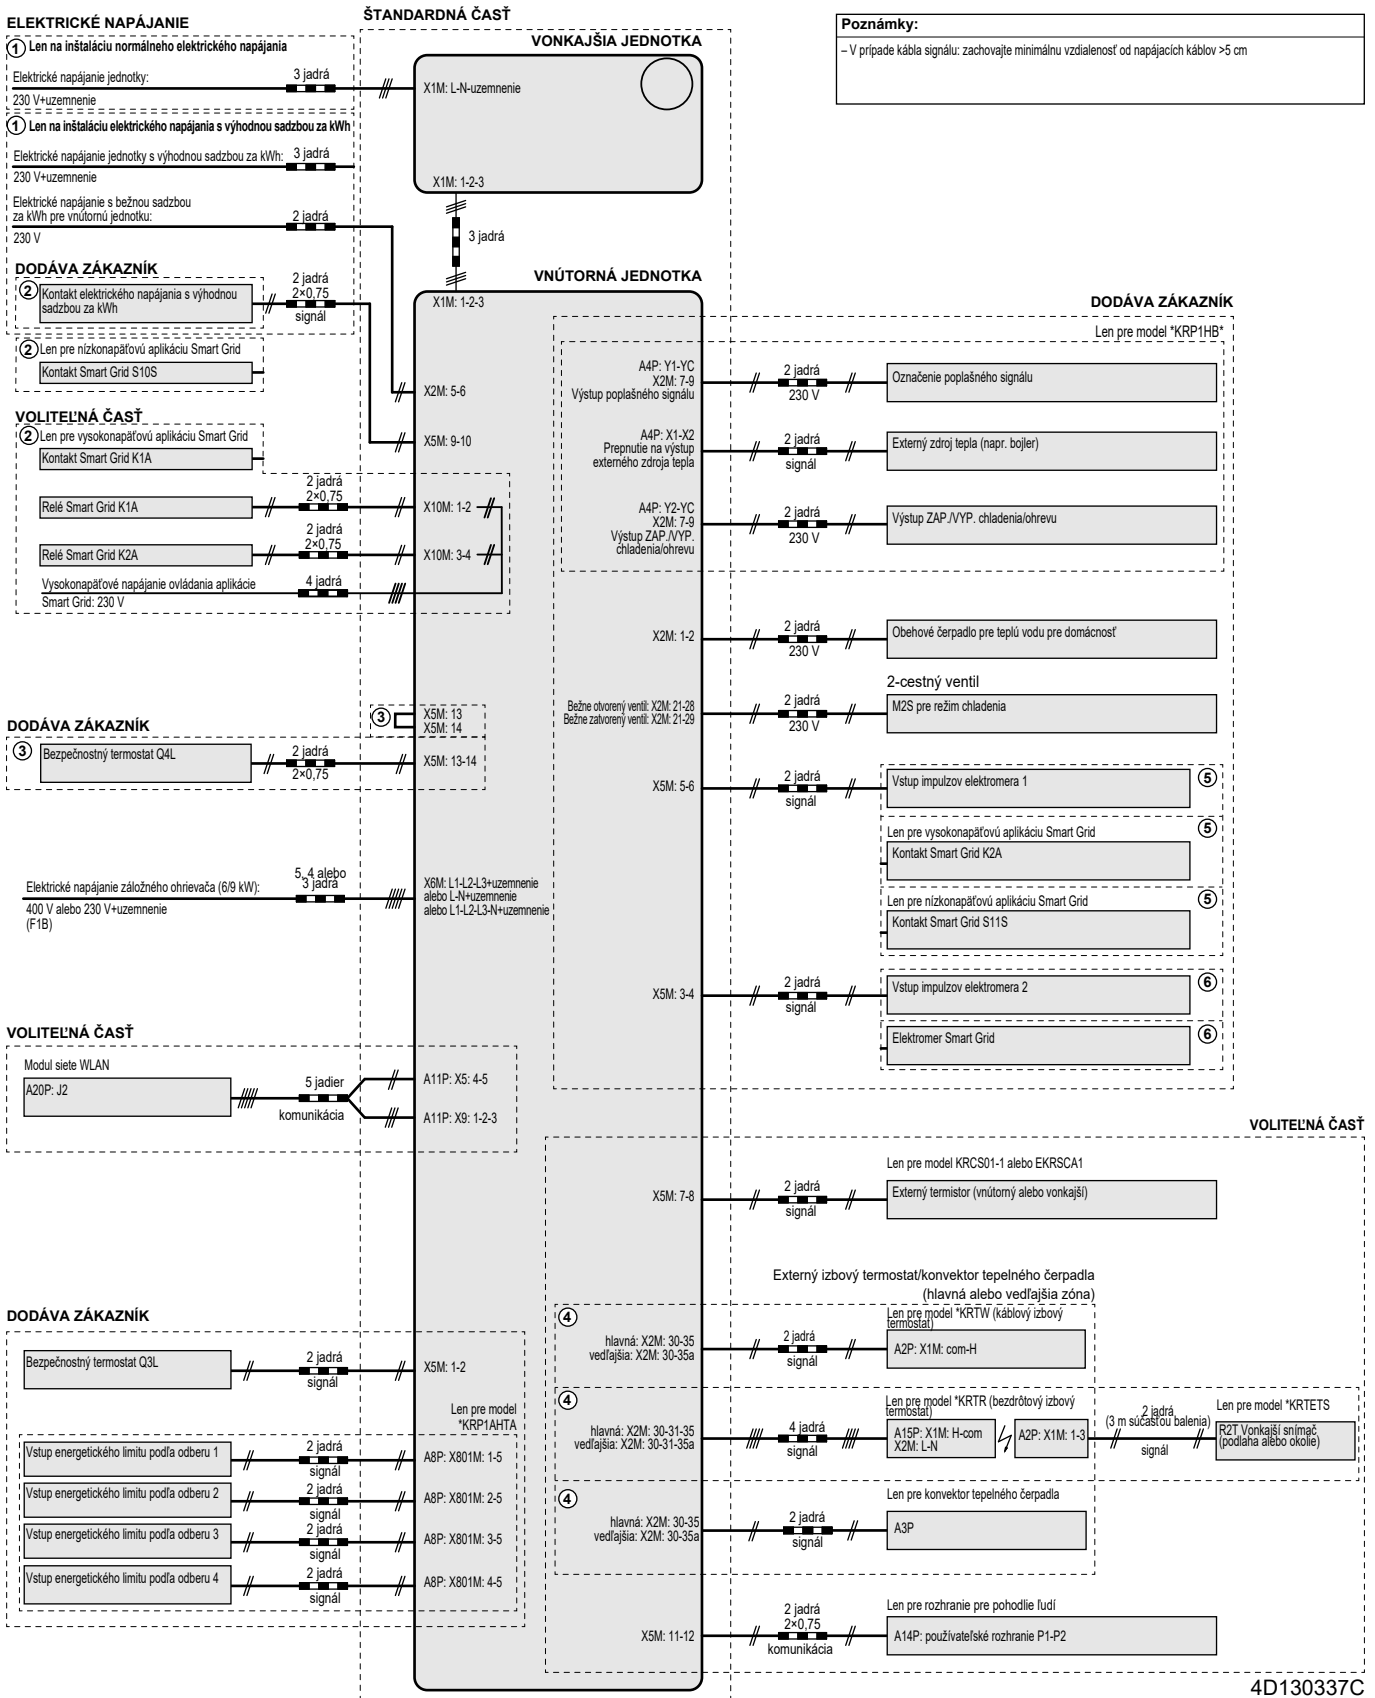 ELEKTRICKÉ NAPÁJANIE
1 Len na inštaláciu normálneho elektrického napájania
Elektrické napájanie jednotky:
3 jadrá
230 V+uzemnenie
1 Len na inštaláciu elektrického napájania s výhodnou sadzbou za kWh
Elektrické napájanie jednotky s výhodnou sadzbou za kWh:
3 jadrá
230 V+uzemnenie
Elektrické napájanie s bežnou sadzbou
za kWh pre vnútornú jednotku:
2 jadrá
230 V
DODÁVA ZÁKAZNÍK
2 Kontakt elektrického napájania s výhodnou
sadzbou za kWh
2 jadrá
2×0,75
signál
2 Len pre nízkonapäťovú aplikáciu Smart Grid
Kontakt Smart Grid S10S
VOLITEĽNÁ ČASŤ
2 Len pre vysokonapäťovú aplikáciu Smart Grid
Kontakt Smart Grid K1A
Relé Smart Grid K1A
2 jadrá
2×0,75
Relé Smart Grid K2A
2 jadrá
2×0,75
Vysokonapäťové napájanie ovládania aplikácie
Smart Grid: 230 V
4 jadrá
DODÁVA ZÁKAZNÍK
3 Bezpečnostný termostat Q4L
2 jadrá
2×0,75
Elektrické napájanie záložného ohrievača (6/9 kW):
5, 4 alebo
3 jadrá
400 V alebo 230 V+uzemnenie
(F1B)
VOLITEĽNÁ ČASŤ
Modul siete WLAN
A20P: J2
5 jadier
komunikácia
DODÁVA ZÁKAZNÍK
Bezpečnostný termostat Q3L
2 jadrá
signál
Vstup energetického limitu podľa odberu 1
2 jadrá
signál
Vstup energetického limitu podľa odberu 2
2 jadrá
signál
Vstup energetického limitu podľa odberu 3
2 jadrá
signál
Vstup energetického limitu podľa odberu 4
2 jadrá
signál
ŠTANDARDNÁ ČASŤ
VONKAJŠIA JEDNOTKA
X1M: L-N-uzemnenie
X1M: 1-2-3
3 jadrá
VNÚTORNÁ JEDNOTKA
X1M: 1-2-3
X2M: 5-6
X5M: 9-10
X10M: 1-2
X10M: 3-4
3
X5M: 13
X5M: 14
X5M: 13-14
X6M: L1-L2-L3+uzemnenie
alebo L-N+uzemnenie
alebo L1-L2-L3-N+uzemnenie
A11P: X5: 4-5
A11P: X9: 1-2-3
X5M: 1-2
Len pre model
*KRP1AHTA
A8P: X801M: 1-5
A8P: X801M: 2-5
A8P: X801M: 3-5
A8P: X801M: 4-5
Poznámky:
– V prípade kábla signálu: zachovajte minimálnu vzdialenosť od napájacích káblov >5 cm
DODÁVA ZÁKAZNÍK
Len pre model *KRP1HB*
A4P: Y1-YC
X2M: 7-9
Výstup poplašného signálu
2 jadrá
230 V
Označenie poplašného signálu
A4P: X1-X2
Prepnutie na výstup
externého zdroja tepla
2 jadrá
signál
Externý zdroj tepla (napr. bojler)
A4P: Y2-YC
X2M: 7-9
Výstup ZAP./VYP.
chladenia/ohrevu
2 jadrá
230 V
Výstup ZAP./VYP. chladenia/ohrevu
X2M: 1-2
2 jadrá
230 V
Obehové čerpadlo pre teplú vodu pre domácnosť
2-cestný ventil
Bežne otvorený ventil: X2M: 21-28
Bežne zatvorený ventil: X2M: 21-29
2 jadrá
230 V
M2S pre režim chladenia
X5M: 5-6
2 jadrá
signál
Vstup impulzov elektromera 1
5
Len pre vysokonapäťovú aplikáciu Smart Grid
5
Kontakt Smart Grid K2A
Len pre nízkonapäťovú aplikáciu Smart Grid
5
Kontakt Smart Grid S11S
X5M: 3-4
2 jadrá
signál
Vstup impulzov elektromera 2
6
Elektromer Smart Grid
6
VOLITEĽNÁ ČASŤ
Len pre model KRCS01-1 alebo EKRSCA1
X5M: 7-8
2 jadrá
signál
Externý termistor (vnútorný alebo vonkajší)
Externý izbový termostat/konvektor tepelného čerpadla
(hlavná alebo vedľajšia zóna)
4
Len pre model *KRTW (káblový izbový
termostat)
hlavná: X2M: 30-35
vedľajšia: X2M: 30-35a
2 jadrá
signál
A2P: X1M: com-H
4
Len pre model *KRTR (bezdrôtový izbový
termostat)
hlavná: X2M: 30-31-35
vedľajšia: X2M: 30-31-35a
4 jadrá
signál
A15P: X1M: H-com
X2M: L-N
A2P: X1M: 1-3
2 jadrá
(3 m súčasťou balenia)
signál
Len pre model *KRTETS
R2T Vonkajší snímač
(podlaha alebo okolie)
4
Len pre konvektor tepelného čerpadla
hlavná: X2M: 30-35
vedľajšia: X2M: 30-35a
2 jadrá
signál
A3P
Len pre rozhranie pre pohodlie ľudí
X5M: 11-12
2 jadrá
2×0,75
komunikácia
A14P: používateľské rozhranie P1-P2
4D130337C